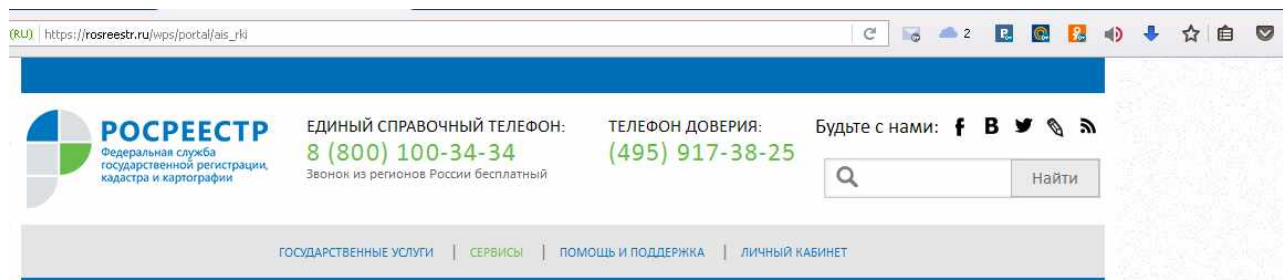 (RU) https://rosreestr.ru/wps/portal/ais_rki
2
РОСРЕЕСТР
Федеральная служба
государственной регистрации,
кадастра и картографии
ЕДИНЫЙ СПРАВОЧНЫЙ ТЕЛЕФОН:
8 (800) 100-34-34
Звонок из регионов России бесплатный
ТЕЛЕФОН ДОВЕРИЯ:
(495) 917-38-25
Будьте с нами:
Найти
ГОСУДАРСТВЕННЫЕ УСЛУГИ | СЕРВИСЫ | ПОМОЩЬ И ПОДДЕРЖКА | ЛИЧНЫЙ КАБИНЕТ